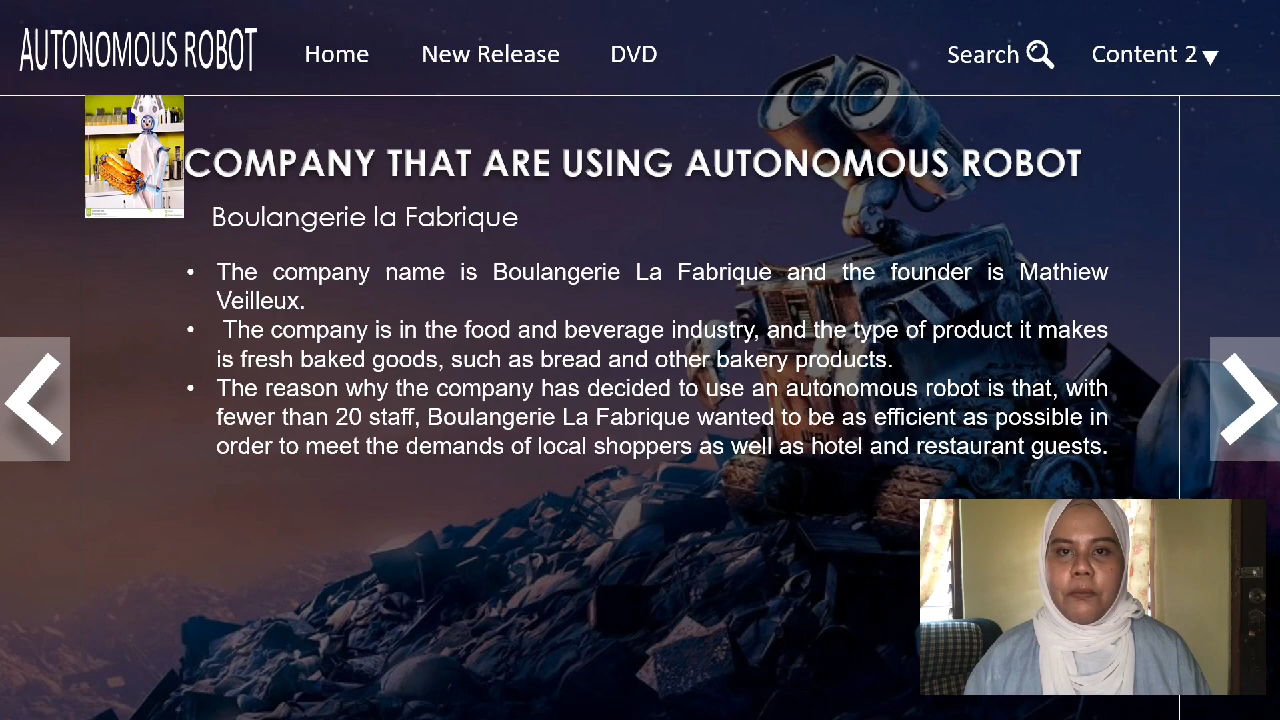 AUTONOMOUS ROBOT
Home
New Release
DVD
Search
Content 2
COMPANY THAT ARE USING AUTONOMOUS ROBOT
Boulangerie la Fabrique
• The company name is Boulangerie La Fabrique and the founder is Mathiew
Veilleux.
• The company is in the food and beverage industry, and the type of product it makes
is fresh baked goods, such as bread and other bakery products.
• The reason why the company has decided to use an autonomous robot is that, with
fewer than 20 staff, Boulangerie La Fabrique wanted to be as efficient as possible in
order to meet the demands of local shoppers as well as hotel and restaurant guests.